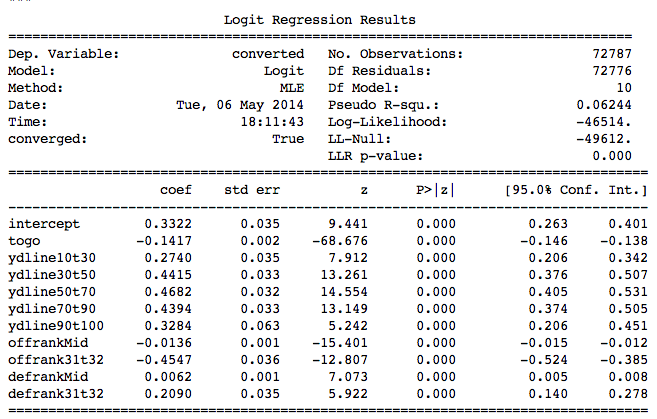 Logit Regression Results
==============================================================================
Dep. Variable: converted No. Observations: 72787
Model: Logit Df Residuals: 72776
Method: MLE Df Model: 10
Date: Tue, 06 May 2014 Pseudo R-squ.: 0.06244
Time: 18:11:43 Log-Likelihood: -46514.
converged: True LL-Null: -49612.
LLR p-value: 0.000
==============================================================================
coef std err z P>|z| [95.0% Conf. Int.]
------------------------------------------------------------------------------
intercept 0.3322 0.035 9.441 0.000 0.263 0.401
togo -0.1417 0.002 -68.676 0.000 -0.146 -0.138
ydline10t30 0.2740 0.035 7.912 0.000 0.206 0.342
ydline30t50 0.4415 0.033 13.261 0.000 0.376 0.507
ydline50t70 0.4682 0.032 14.554 0.000 0.405 0.531
ydline70t90 0.4394 0.033 13.149 0.000 0.374 0.505
ydline90t100 0.3284 0.063 5.242 0.000 0.206 0.451
offrankMid -0.0136 0.001 -15.401 0.000 -0.015 -0.012
offrank31t32 -0.4547 0.036 -12.807 0.000 -0.524 -0.385
defrankMid 0.0062 0.001 7.073 0.000 0.005 0.008
defrank31t32 0.2090 0.035 5.922 0.000 0.140 0.278
==============================================================================